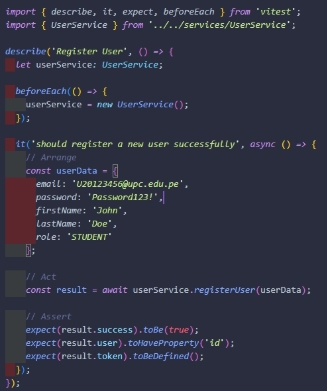 import { describe, it, expect, beforeEach } from 'vitest';
import { UserService } from '../../services/UserService';

describe('Register User', () => {
  let userService: UserService;

  beforeEach(() => {
    userService = new UserService();
  });

  it('should register a new user successfully', async () => {
    // Arrange
    const userData = {
      email: 'U20123456@upc.edu.pe',
      password: 'Password123!',
      firstName: 'John',
      lastName: 'Doe',
      role: 'STUDENT'
    };

    // Act
    const result = await userService.registerUser(userData);

    // Assert
    expect(result.success).toBe(true);
    expect(result.user).toHaveProperty('id');
    expect(result.token).toBeDefined();
  });
});